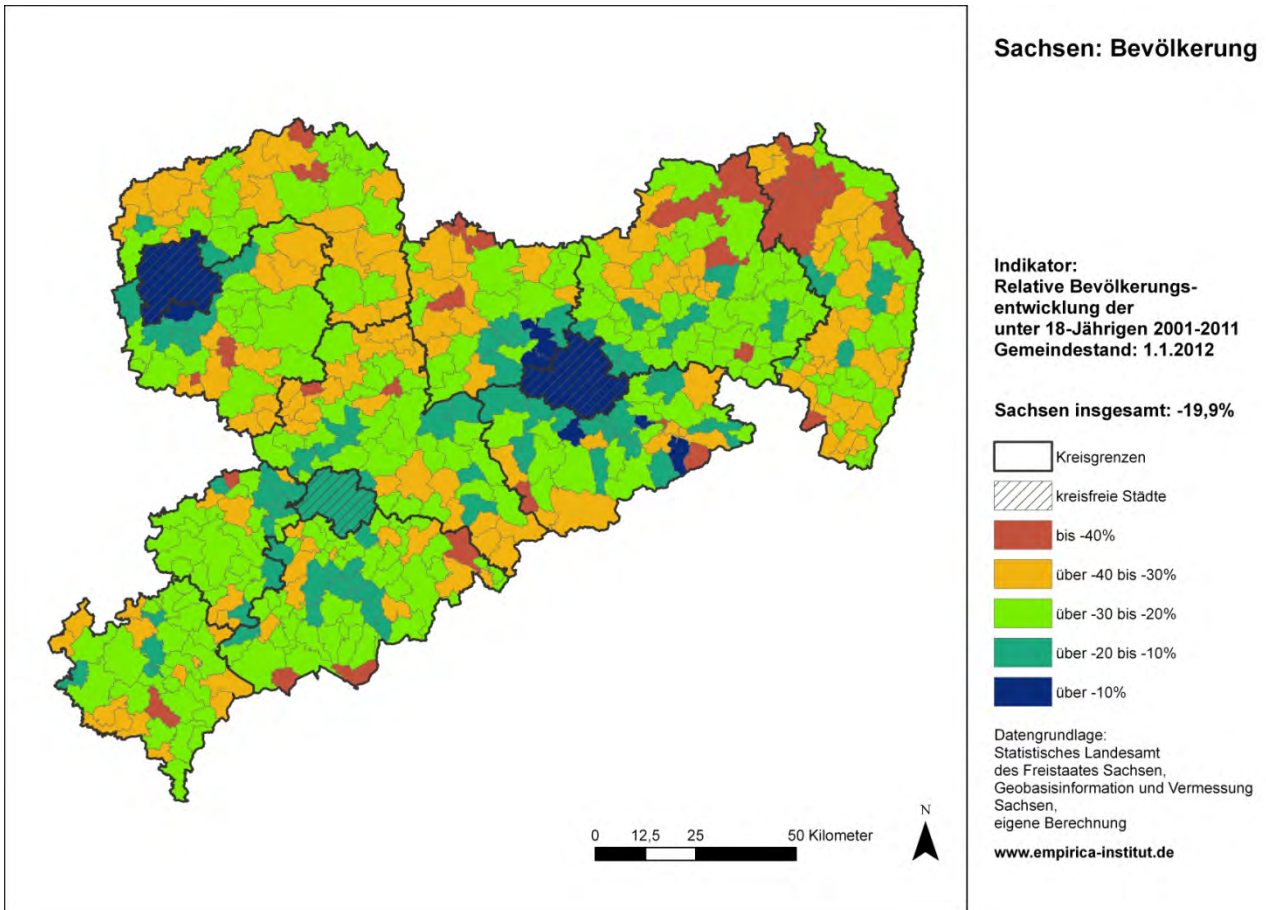 Sachsen: Bevölkerung
Indikator:
Relative Bevölkerungs-
entwicklung der
unter 18-Jährigen 2001-2011
Gemeindestand: 1.1.2012
Sachsen insgesamt: -19,9%
Kreisgrenzen
kreisfreie Städte
bis -40%
über -40 bis -30%
über -30 bis -20%
über -20 bis -10%
über -10%
Datengrundlage:
Statistisches Landesamt
des Freistaates Sachsen,
Geobasisinformation und Vermessung
Sachsen,
eigene Berechnung
www.empirica-institut.de
0 12,5 25 50 Kilometer
N